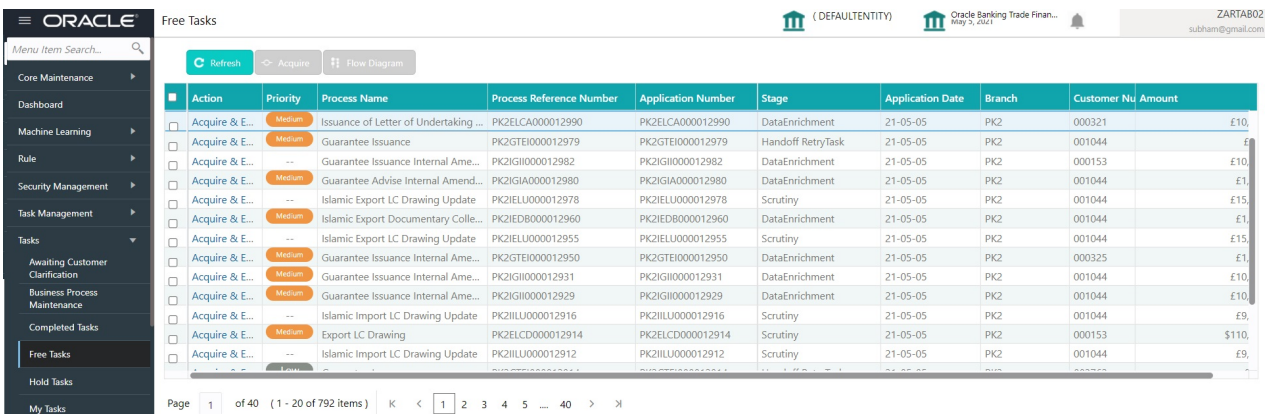 ORACLE
Free Tasks
( DEFAULTENTITY)
Oracle Banking Trade Finan...
May 5, 2021
ZARTAB02
subham@gmail.com
Menu Item Search...
Core Maintenance
Dashboard
Machine Learning
Rule
Security Management
Task Management
Tasks
Awaiting Customer
Clarification
Business Process
Maintenance
Completed Tasks
Free Tasks
Hold Tasks
My Tasks
Refresh Acquire Flow Diagram
Action Priority Process Name Process Reference Number Application Number Stage Application Date Branch Customer Nu Amount
Acquire & E... Medium Issuance of Letter of Undertaking ... PK2ELCA000012990 PK2ELCA000012990 DataEnrichment 21-05-05 PK2 000321 £10,
Acquire & E... Medium Guarantee Issuance PK2GTEI000012979 PK2GTEI000012979 Handoff RetryTask 21-05-05 PK2 001044 £
Acquire & E... -- Guarantee Issuance Internal Ame... PK2IGII000012982 PK2IGII000012982 DataEnrichment 21-05-05 PK2 000153 £10,
Acquire & E... Medium Guarantee Advise Internal Amend... PK2IGIA000012980 PK2IGIA000012980 DataEnrichment 21-05-05 PK2 001044 £1,
Acquire & E... -- Islamic Export LC Drawing Update PK2IELU000012978 PK2IELU000012978 Scrutiny 21-05-05 PK2 001044 £15,
Acquire & E... Medium Islamic Export Documentary Colle... PK2IEDB000012960 PK2IEDB000012960 DataEnrichment 21-05-05 PK2 001044 £1,
Acquire & E... -- Islamic Export LC Drawing Update PK2IELU000012955 PK2IELU000012955 Scrutiny 21-05-05 PK2 001044 £15,
Acquire & E... Medium Guarantee Issuance Internal Ame... PK2GTEI000012950 PK2GTEI000012950 DataEnrichment 21-05-05 PK2 000325 £1,
Acquire & E... Medium Guarantee Issuance Internal Ame... PK2IGII000012931 PK2IGII000012931 DataEnrichment 21-05-05 PK2 001044 £10,
Acquire & E... Medium Guarantee Issuance Internal Ame... PK2IGII000012929 PK2IGII000012929 DataEnrichment 21-05-05 PK2 001044 £10,
Acquire & E... -- Islamic Import LC Drawing Update PK2IILU000012916 PK2IILU000012916 Scrutiny 21-05-05 PK2 001044 £9,
Acquire & E... Medium Export LC Drawing PK2ELCD000012914 PK2ELCD000012914 Scrutiny 21-05-05 PK2 000153 $110,
Acquire & E... -- Islamic Import LC Drawing Update PK2IILU000012912 PK2IILU000012912 Scrutiny 21-05-05 PK2 001044 £9,
Low
Page 1 of 40 (1 - 20 of 792 items) K < 1 2 3 4 5 ... 40 > >|